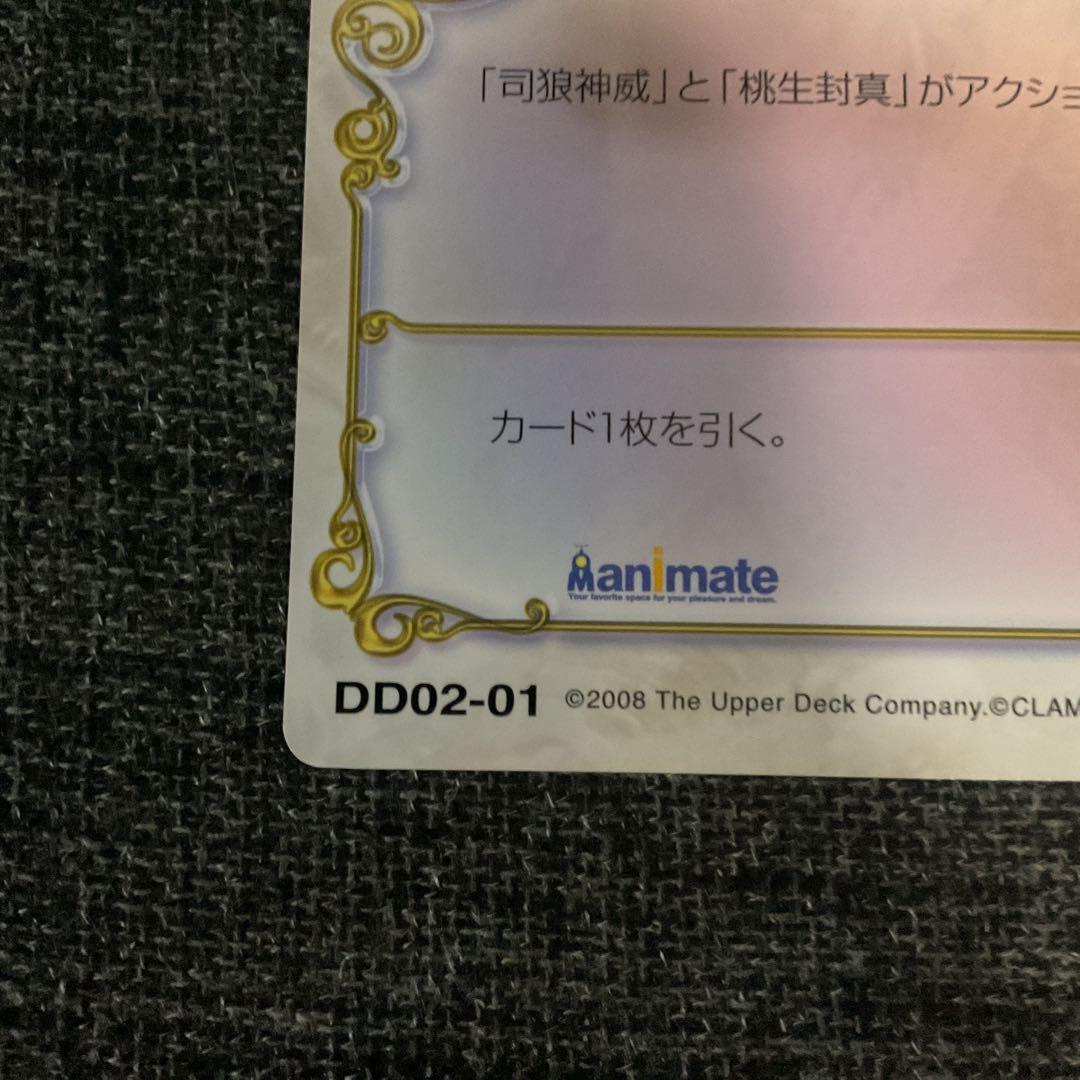 「司狼神威」と「桃生封真」がアクショ
カード1枚を引く。
animate
Your favorite space for your pleasure and dream.
DD02-01 ©2008 The Upper Deck Company.©CLAM